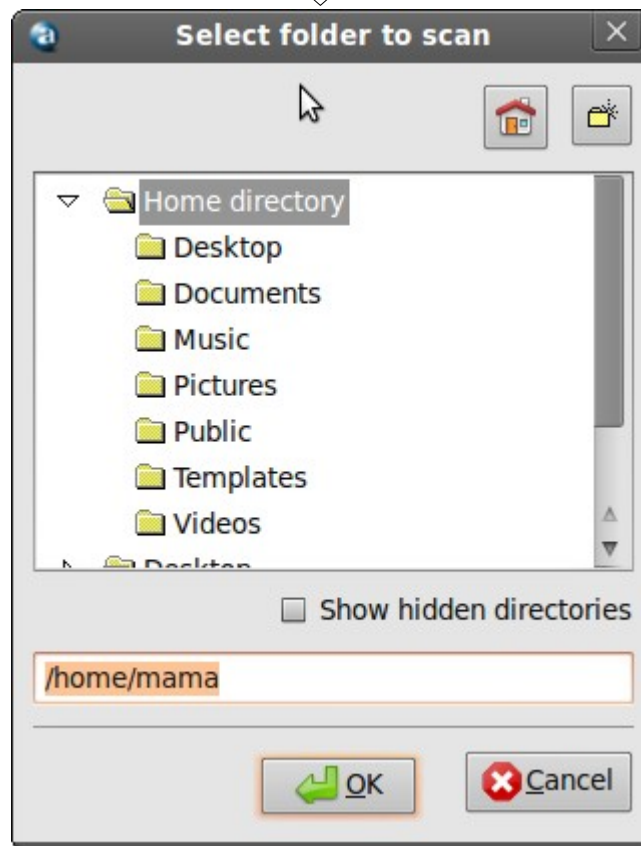 Select folder to scan
Home directory
Desktop
Documents
Music
Pictures
Public
Templates
Videos
Desktop
Show hidden directories
/home/mama
OK
Cancel